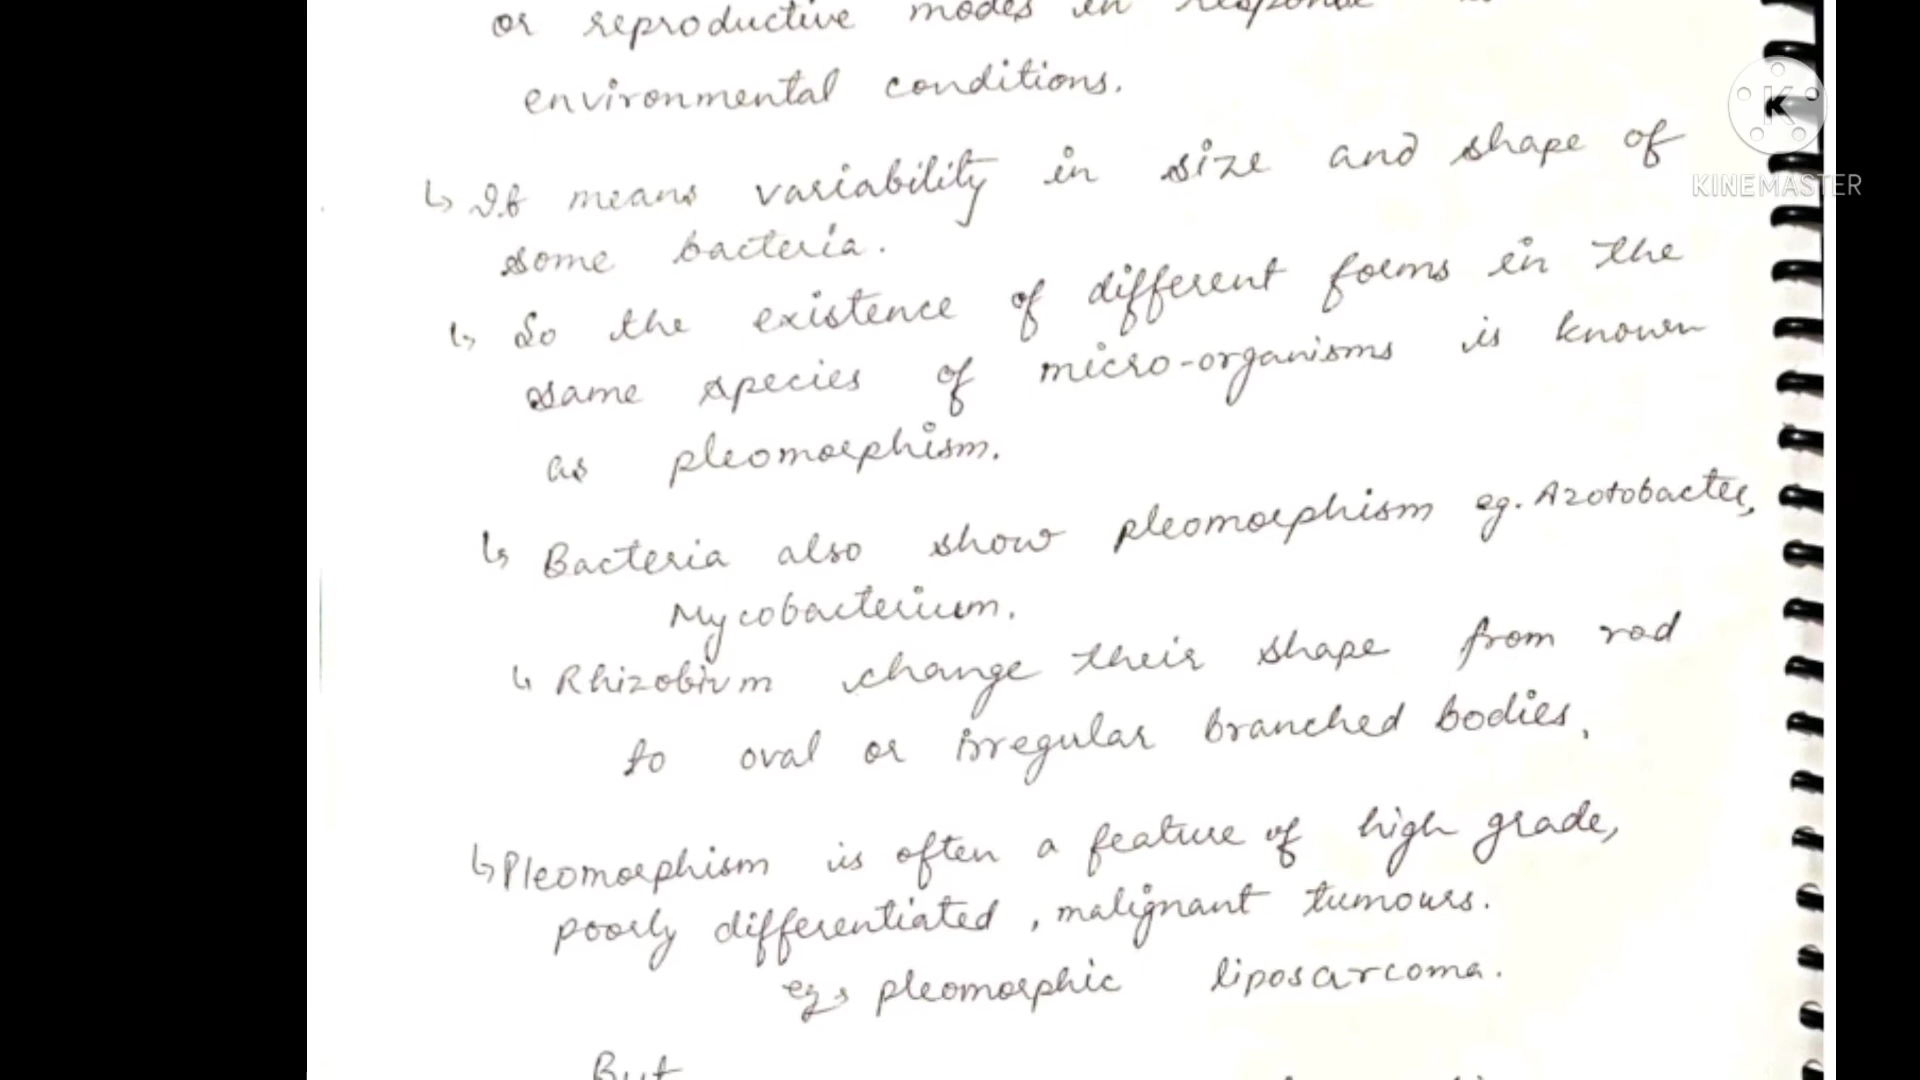 or reproductive modes in response
environmental conditions.
↳ It means variability in size and shape of
some bacteria.
↳ So the existence of different forms in the
same species of micro-organisms is known
as pleomorphism.
↳ Bacteria also show pleomorphism eg. Azotobacter,
Mycobacterium.
↳ Rhizobium change their shape from rod
to oval or irregular branched bodies.
↳ Pleomorphism is often a feature of high grade,
poorly differentiated, malignant tumours.
eg, pleomorphic liposarcoma.
But
KINEMASTER